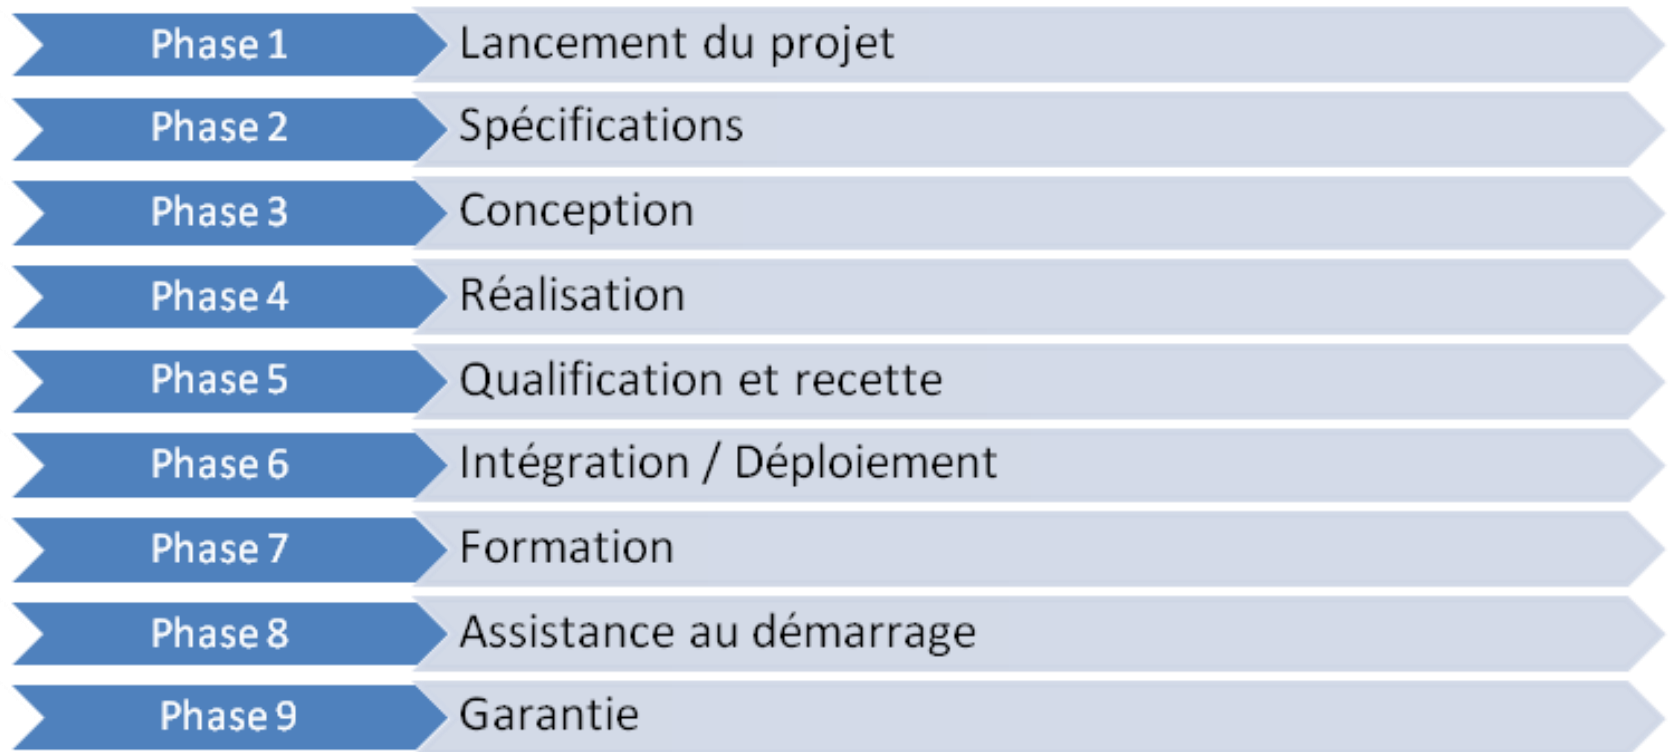 Phase 1 Lancement du projet
Phase 2 Spécifications
Phase 3 Conception
Phase 4 Réalisation
Phase 5 Qualification et recette
Phase 6 Intégration / Déploiement
Phase 7 Formation
Phase 8 Assistance au démarrage
Phase 9 Garantie